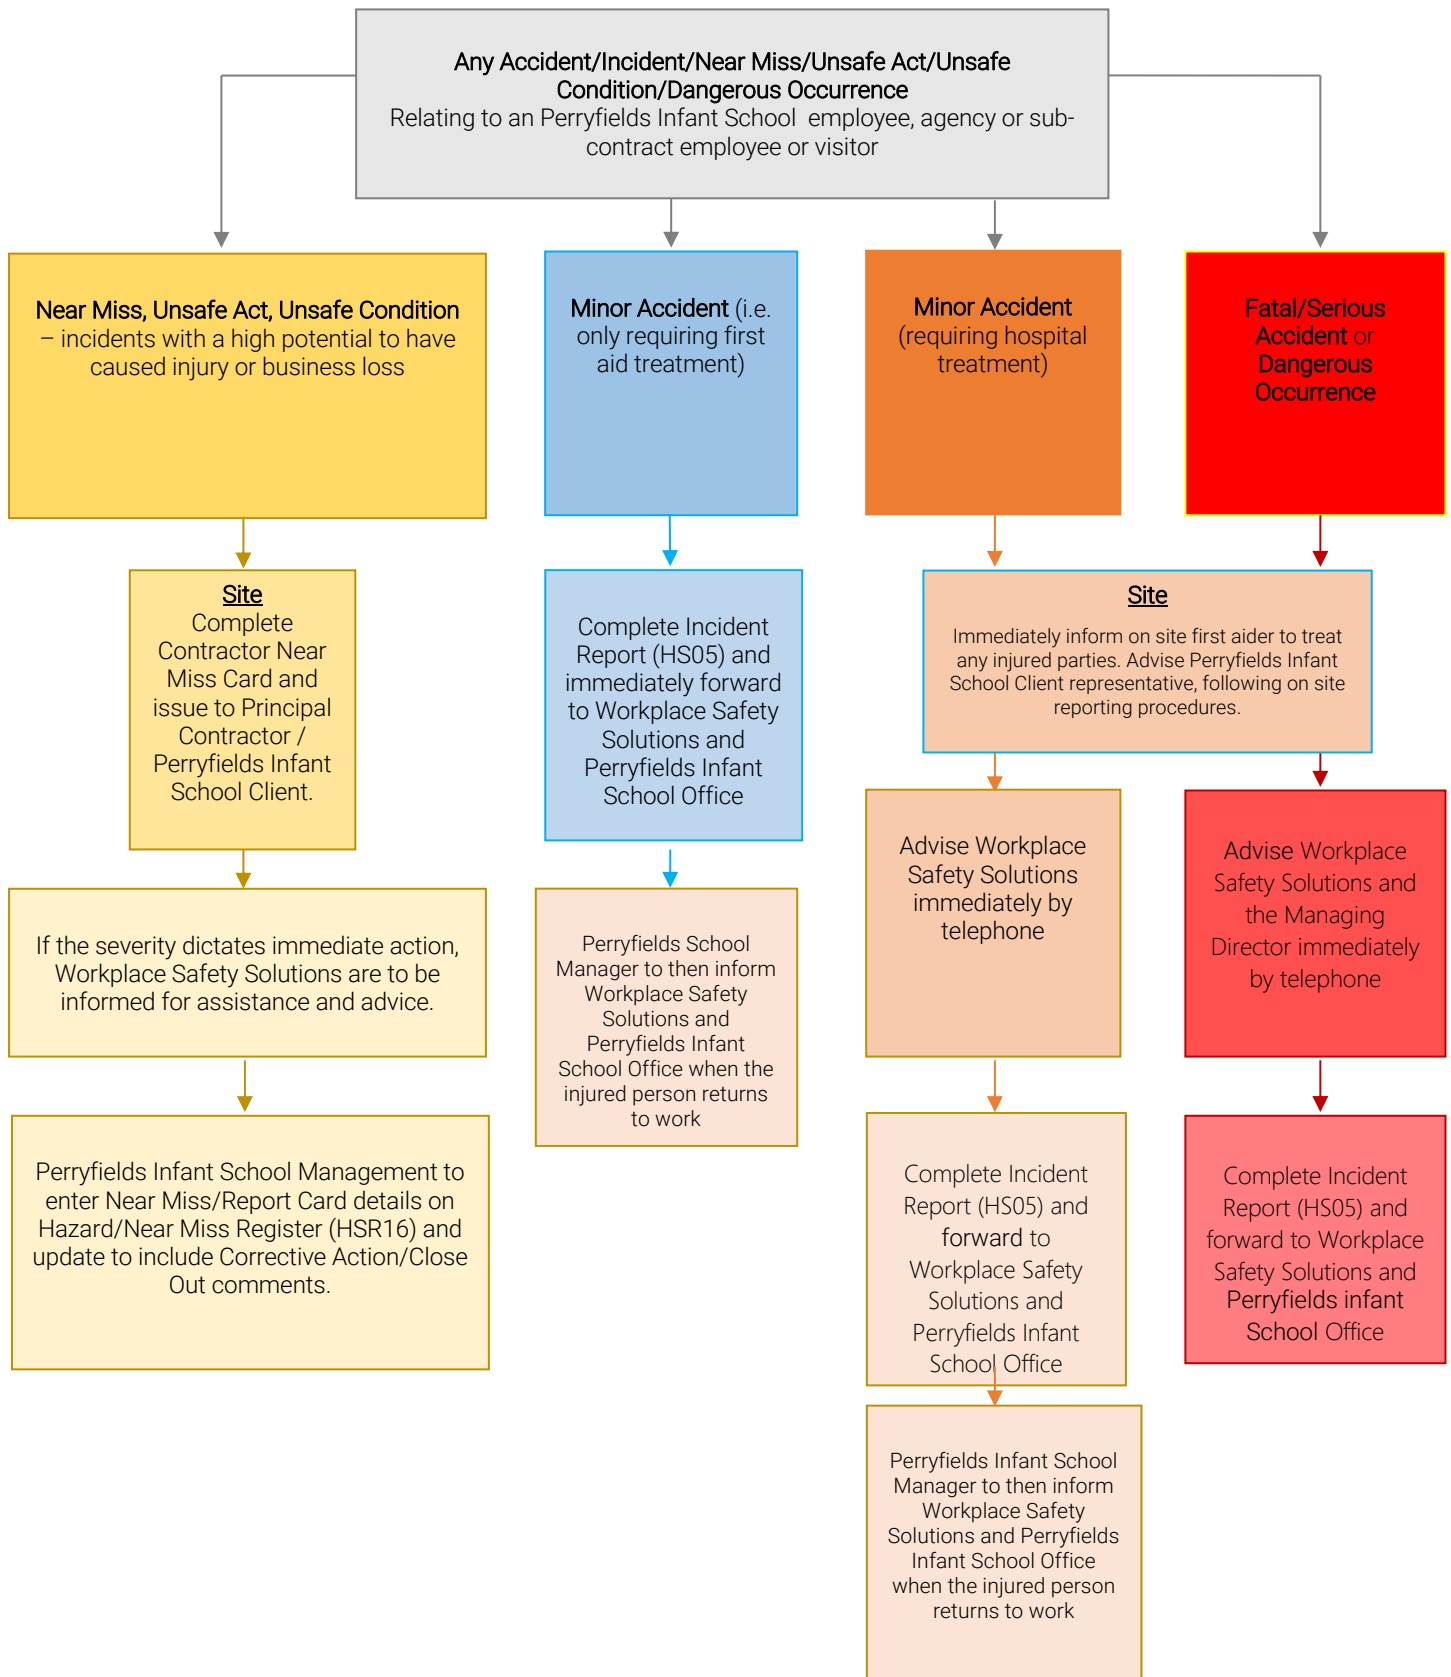 Any Accident/Incident/Near Miss/Unsafe Act/Unsafe
Condition/Dangerous Occurrence
Relating to an Perryfields Infant School employee, agency or sub-
contract employee or visitor
Near Miss, Unsafe Act, Unsafe Condition
– incidents with a high potential to have
caused injury or business loss
Minor Accident (i.e.
only requiring first
aid treatment)
Minor Accident
(requiring hospital
treatment)
Fatal/Serious
Accident or
Dangerous
Occurrence
Site
Complete
Contractor Near
Miss Card and
issue to Principal
Contractor /
Perryfields Infant
School Client.
Complete Incident
Report (HS05) and
immediately forward
to Workplace Safety
Solutions and
Perryfields Infant
School Office
Site
Immediately inform on site first aider to treat
any injured parties. Advise Perryfields Infant
School Client representative, following on site
reporting procedures.
If the severity dictates immediate action,
Workplace Safety Solutions are to be
informed for assistance and advice.
Perryfields School
Manager to then inform
Workplace Safety
Solutions and
Perryfields Infant
School Office when the
injured person returns
to work
Advise Workplace
Safety Solutions
immediately by
telephone
Advise Workplace
Safety Solutions and
the Managing
Director immediately
by telephone
Perryfields Infant School Management to
enter Near Miss/Report Card details on
Hazard/Near Miss Register (HSR16) and
update to include Corrective Action/Close
Out comments.
Complete Incident
Report (HS05) and
forward to
Workplace Safety
Solutions and
Perryfields Infant
School Office
Complete Incident
Report (HS05) and
forward to Workplace
Safety Solutions and
Perryfields infant
School Office
Perryfields Infant School
Manager to then inform
Workplace Safety
Solutions and Perryfields
Infant School Office
when the injured person
returns to work